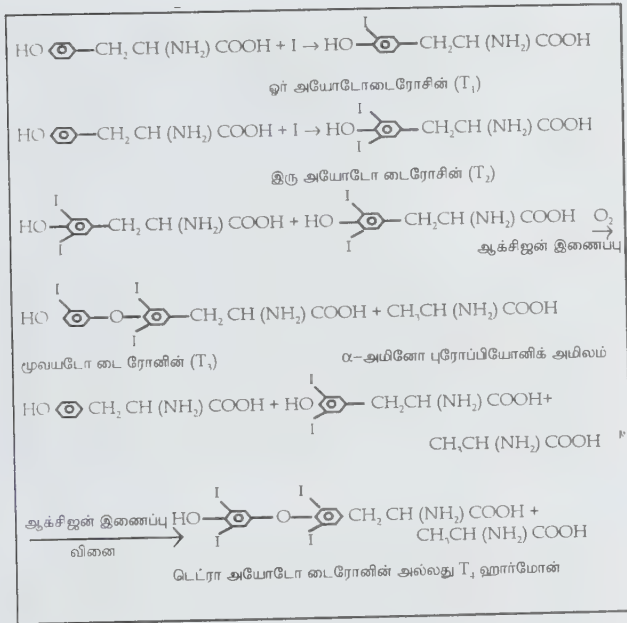 HO —CH₂ CH (NH₂) COOH + I → HO —CH₂CH (NH₂) COOH
I
ஓர் அயோடோடைரோசின் (T₁)
HO —CH₂ CH (NH₂) COOH + I → HO —CH₂CH (NH₂) COOH
I
I
இரு அயோடோ டைரோசின் (T₂)
I
I
HO —CH₂ CH (NH₂) COOH + HO —CH₂CH (NH₂) COOH O₂ →
I
I
ஆக்சிஜன் இணைப்பு
I
I
HO —O— —CH₂ CH (NH₂) COOH + CH₃CH (NH₂) COOH
I
மூவயடோ டை ரோனின் (T₃) α-அமினோ புரோப்பியோனிக் அமிலம்
I
HO CH₂ CH (NH₂) COOH + HO — CH₂CH (NH₂) COOH+
I
CH₃CH (NH₂) COOH
I
I
ஆக்சிஜன் இணைப்பு HO— —O— CH₂ CH (NH₂) COOH +
I
I
வினை → CH₃CH (NH₂) COOH
டெட்ரா அயோடோ டைரோனின் அல்லது T₄ ஹார்மோன்